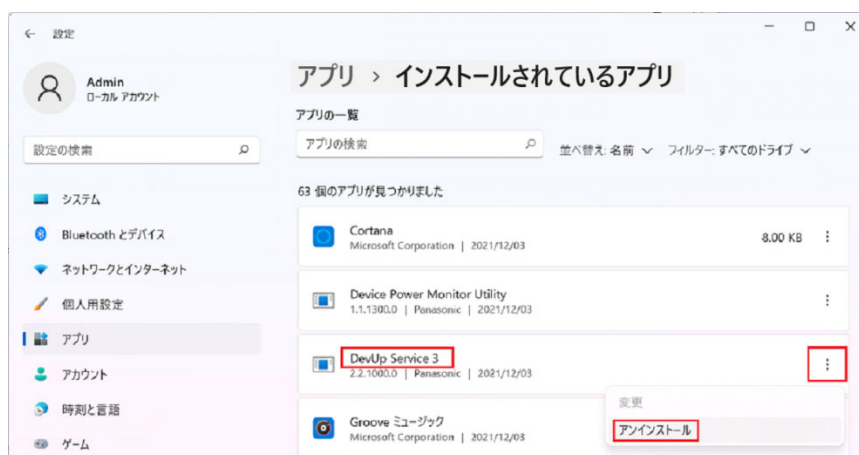 ← 設定
Admin
ローカル アカウント
設定の検索
システム
Bluetooth とデバイス
ネットワークとインターネット
個人用設定
アプリ
アカウント
時刻と言語
ゲーム
アプリ › インストールされているアプリ
アプリの一覧
アプリの検索
並べ替え: 名前 フィルター: すべてのドライブ
63 個のアプリが見つかりました
Cortana
Microsoft Corporation | 2021/12/03
8.00 KB
Device Power Monitor Utility
1.1.1300.0 | Panasonic | 2021/12/03
DevUp Service 3
2.2.1000.0 | Panasonic | 2021/12/03
変更
アンインストール
Groove ミュージック
Microsoft Corporation | 2021/12/03